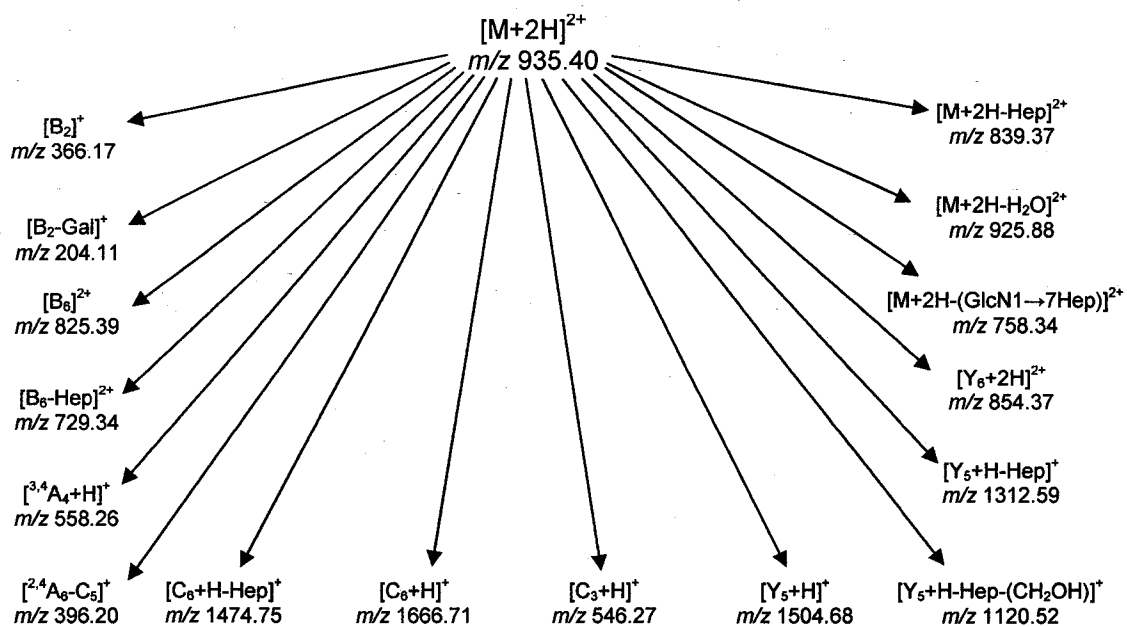 [M+2H]²⁺
m/z 935.40
[B₂]⁺
m/z 366.17
[B₂-Gal]⁺
m/z 204.11
[B₆]²⁺
m/z 825.39
[B₆-Hep]²⁺
m/z 729.34
[³,⁴A₄+H]⁺
m/z 558.26
[²,⁴A₆-C₅]⁺
m/z 396.20
[C₆+H-Hep]⁺
m/z 1474.75
[C₆+H]⁺
m/z 1666.71
[C₃+H]⁺
m/z 546.27
[Y₅+H]⁺
m/z 1504.68
[Y₅+H-Hep-(CH₂OH)]⁺
m/z 1120.52
[M+2H-Hep]²⁺
m/z 839.37
[M+2H-H₂O]²⁺
m/z 925.88
[M+2H-(GlcN1→7Hep)]²⁺
m/z 758.34
[Y₆+2H]²⁺
m/z 854.37
[Y₅+H-Hep]⁺
m/z 1312.59